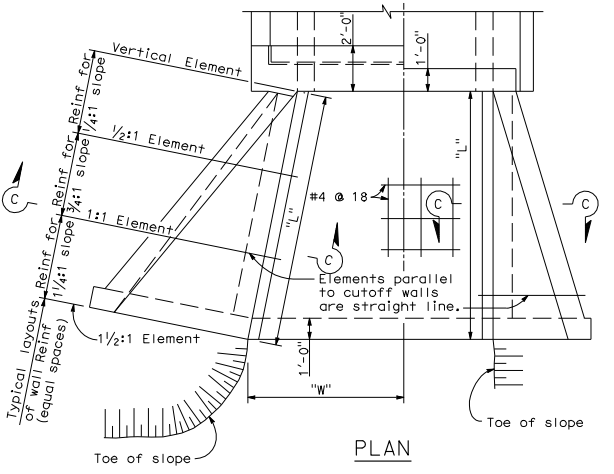 Vertical Element
1/2:1 Element
1:1 Element
1 1/2:1 Element
Reinf for 1/4:1 slope
Reinf for 3/4:1 slope
Reinf for 1 1/4:1 slope
Typical layouts
of wall Reinf
(equal spaces)
2'-0"
1'-0"
"L"
"L"
#4 @ 18
C
C
C
C
Elements parallel
to cutoff walls
are straight line.
1'-0"
"W"
Toe of slope
Toe of slope
PLAN